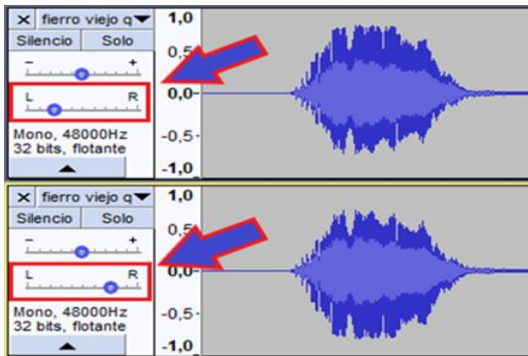 × fierro viejo q▼ 1,0
Silencio Solo
0,5
- +
0,0
L R
-0,5
Mono, 48000Hz
32 bits, flotante
-1,0
× fierro viejo q▼ 1,0
Silencio Solo
0,5
- +
0,0
L R
-0,5
Mono, 48000Hz
32 bits, flotante
-1,0